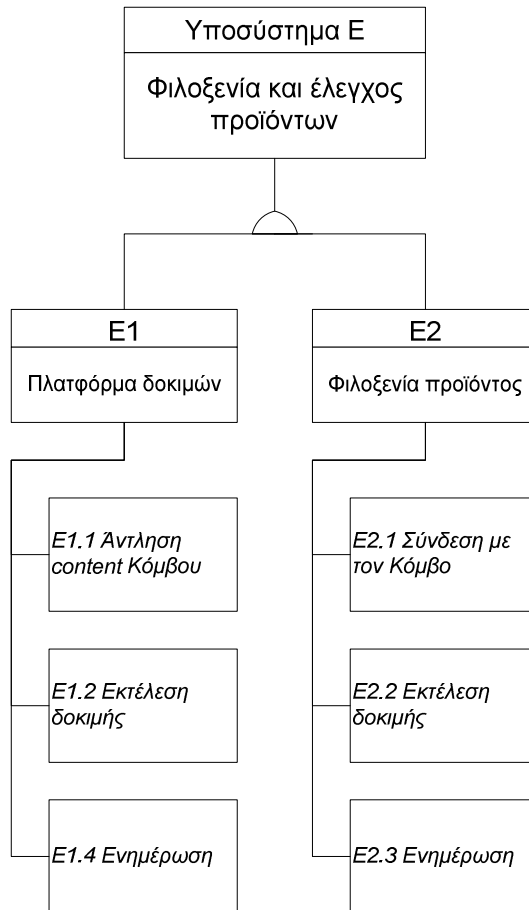 Υποσύστημα Ε
Φιλοξενία και έλεγχος
προϊόντων
Ε1
Πλατφόρμα δοκιμών
Ε2
Φιλοξενία προϊόντος
Ε1.1 Άντληση
content Κόμβου
Ε1.2 Εκτέλεση
δοκιμής
Ε1.4 Ενημέρωση
Ε2.1 Σύνδεση με
τον Κόμβο
Ε2.2 Εκτέλεση
δοκιμής
Ε2.3 Ενημέρωση